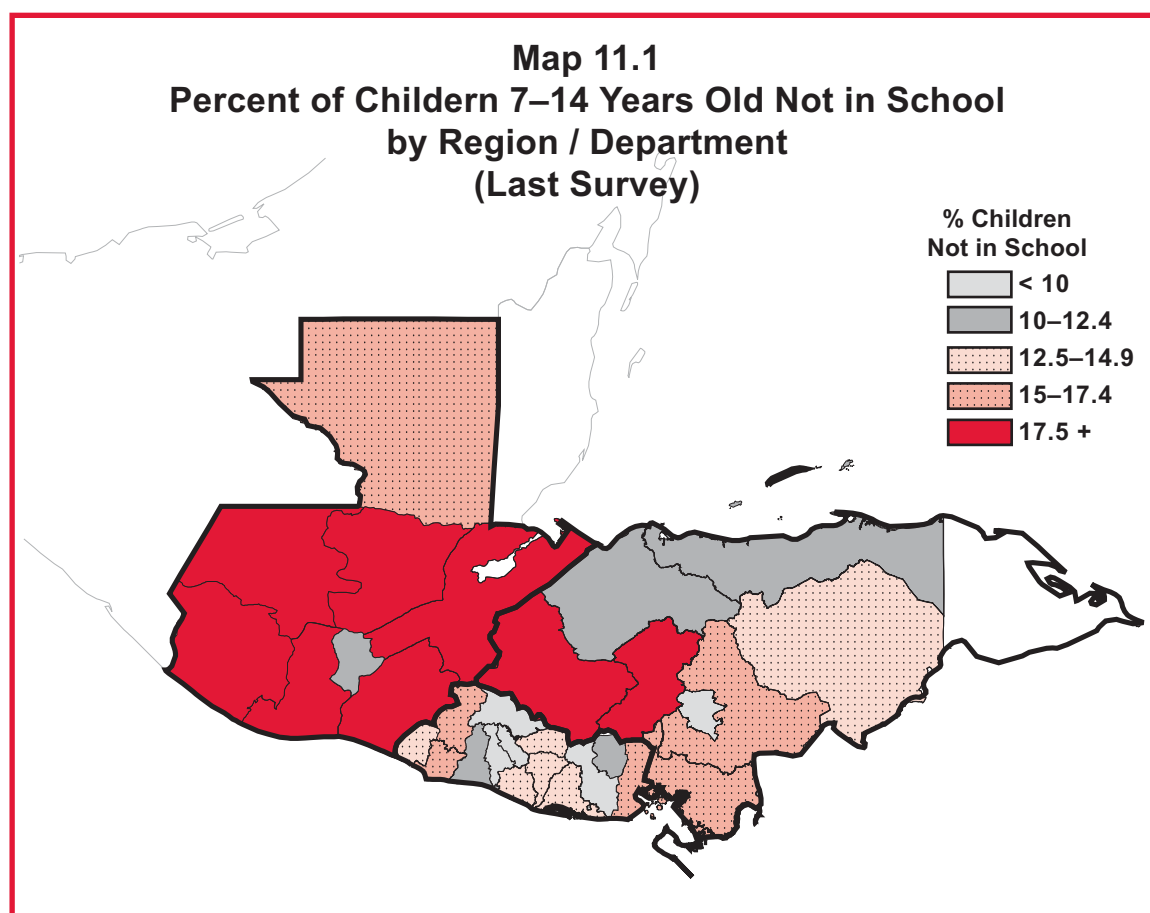 Map 11.1
Percent of Childern 7–14 Years Old Not in School
by Region / Department
(Last Survey)
% Children
Not in School
< 10
10–12.4
12.5–14.9
15–17.4
17.5 +